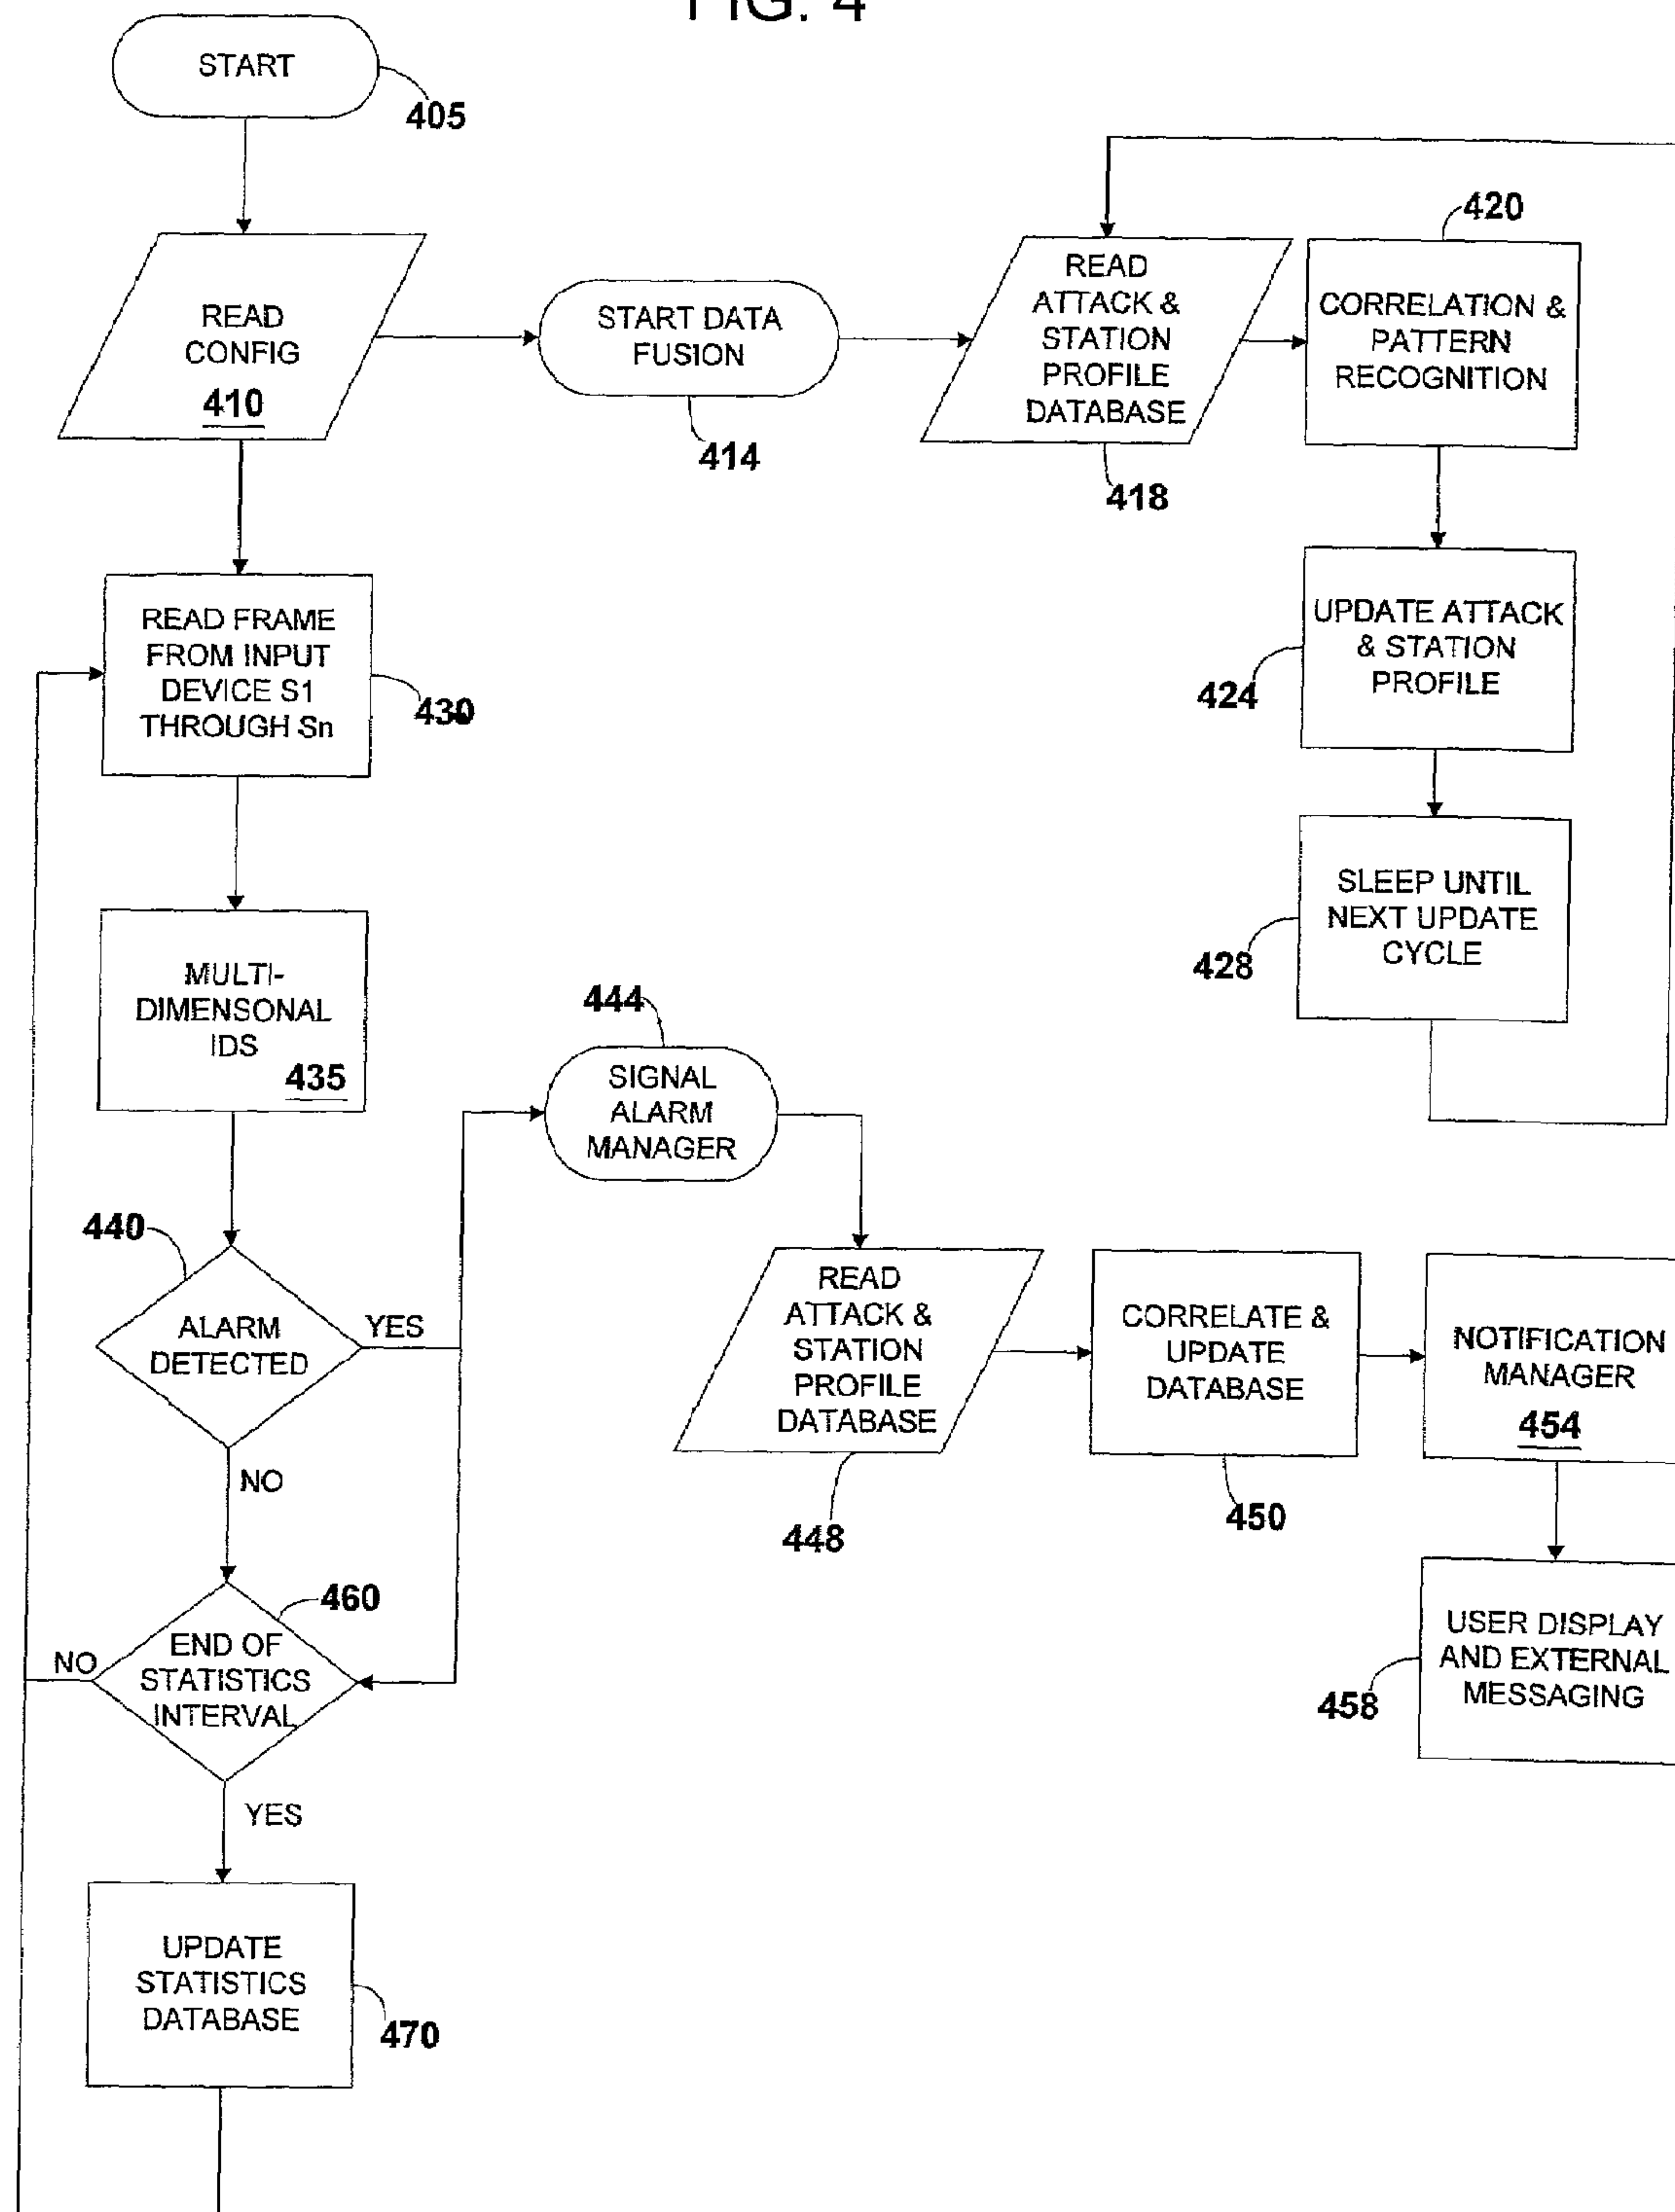 FIG. 4
START
405
READ
CONFIG
410
START DATA
FUSION
414
READ
ATTACK &
STATION
PROFILE
DATABASE
418
420
CORRELATION &
PATTERN
RECOGNITION
UPDATE ATTACK
& STATION
PROFILE
424
SLEEP UNTIL
NEXT UPDATE
CYCLE
428
READ FRAME
FROM INPUT
DEVICE S1
THROUGH Sn
430
MULTI-
DIMENSONAL
IDS
435
440
ALARM
DETECTED
YES
NO
444
SIGNAL
ALARM
MANAGER
READ
ATTACK &
STATION
PROFILE
DATABASE
448
CORRELATE &
UPDATE
DATABASE
450
NOTIFICATION
MANAGER
454
USER DISPLAY
AND EXTERNAL
MESSAGING
458
460
END OF
STATISTICS
INTERVAL
NO
YES
UPDATE
STATISTICS
DATABASE
470